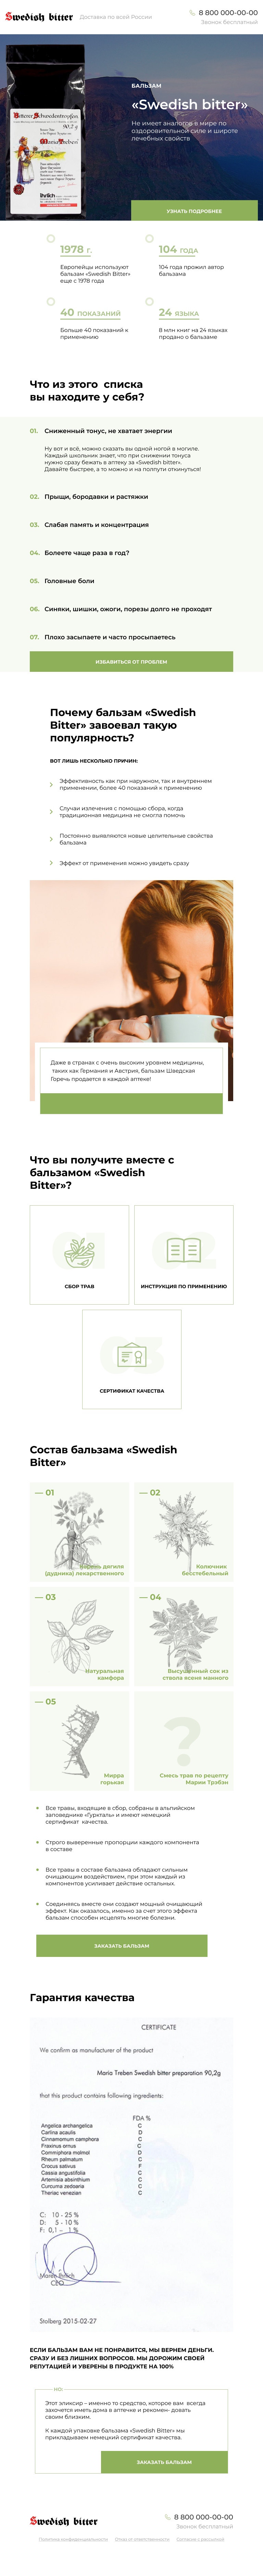 Swedish bitter
Доставка по всей России
8 800 000-00-00
Звонок бесплатный
БАЛЬЗАМ
«Swedish bitter»
Не имеет аналогов в мире по
оздоровительной силе и широте
лечебных свойств
УЗНАТЬ ПОДРОБНЕЕ
Bitterer Schwedentropfen
90,2 g
Maria Treben
1978 г.
Европейцы используют
бальзам «Swedish Bitter»
еще с 1978 года
104 ГОДА
104 года прожил автор
бальзама
40 ПОКАЗАНИЙ
Больше 40 показаний к
применению
24 ЯЗЫКА
8 млн книг на 24 языках
продано о бальзаме
Что из этого списка
вы находите у себя?
01. Сниженный тонус, не хватает энергии
Ну вот и всё, можно сказать вы одной ногой в могиле.
Каждый школьник знает, что при снижении тонуса
нужно сразу бежать в аптеку за «Swedish bitter».
Давайте быстрее, а то можно и на полпути откинуться!
02. Прыщи, бородавки и растяжки
03. Слабая память и концентрация
04. Болеете чаще раза в год?
05. Головные боли
06. Синяки, шишки, ожоги, порезы долго не проходят
07. Плохо засыпаете и часто просыпаетесь
ИЗБАВИТЬСЯ ОТ ПРОБЛЕМ
Почему бальзам «Swedish
Bitter» завоевал такую
популярность?
ВОТ ЛИШЬ НЕСКОЛЬКО ПРИЧИН:
Эффективность как при наружном, так и внутреннем
применении, более 40 показаний к применению
Случаи излечения с помощью сбора, когда
традиционная медицина не смогла помочь
Постоянно выявляются новые целительные свойства
бальзама
Эффект от применения можно увидеть сразу
Даже в странах с очень высоким уровнем медицины,
таких как Германия и Австрия, бальзам Шведская
Горечь продается в каждой аптеке!
Что вы получите вместе с
бальзамом «Swedish
Bitter»?
СБОР ТРАВ
ИНСТРУКЦИЯ ПО ПРИМЕНЕНИЮ
СЕРТИФИКАТ КАЧЕСТВА
Состав бальзама «Swedish
Bitter»
— 01
дягиля
(дудника) лекарственного
— 02
Колючник
бесстебельный
— 03
Натуральная
камфора
— 04
Высушенный сок из
ствола ясеня манного
— 05
Мирра
горькая
?
Смесь трав по рецепту
Марии Трэбэн
Все травы, входящие в сбор, собраны в альпийском
заповеднике «Гурктали» и имеют немецкий
сертификат качества.
Строго выверенные пропорции каждого компонента
в составе
Все травы в составе бальзама обладают сильным
очищающим воздействием, при этом каждый из
компонентов усиливает действие остальных.
Соединяясь вместе они создают мощный очищающий
эффект. Как оказалось, именно за счет этого эффекта
бальзам способен исцелять многие болезни.
ЗАКАЗАТЬ БАЛЬЗАМ
Гарантия качества
CERTIFICATE
We confirm as manufacturer of the product
Maria Treben Swedish bitter preparation 90,2g
that this product contains following ingredients:
FDA %
Angelica archangelica C
Carlina acaulis D
Cinnamomum camphora C
Fraxinus ornus C
Commiphora molmol D
Rheum palmatum C
Crocus sativus F
Cassia angustifolia C
Artemisia absinthium C
Curcuma zedoaria C
Theriac venezian C
C: 10 - 25 %
D: 5 - 10 %
F: 0,1 – 1 %
CEO
Stolberg 2015-02-27
ЕСЛИ БАЛЬЗАМ ВАМ НЕ ПОНРАВИТСЯ, МЫ ВЕРНЕМ ДЕНЬГИ.
СРАЗУ И БЕЗ ЛИШНИХ ВОПРОСОВ. МЫ ДОРОЖИМ СВОЕЙ
РЕПУТАЦИЕЙ И УВЕРЕНЫ В ПРОДУКТЕ НА 100%
НО
Этот эликсир – именно то средство, которое вам всегда
захочется иметь дома в аптечке и рекомен- довать
своим близким.
К каждой упаковке бальзама «Swedish Bitter» мы
прикладываем немецкий сертификат качества.
ЗАКАЗАТЬ БАЛЬЗАМ
Swedish bitter
8 800 000-00-00
Звонок бесплатный
Политика конфиденциальности
Отказ от ответственности
Согласие с рассылкой